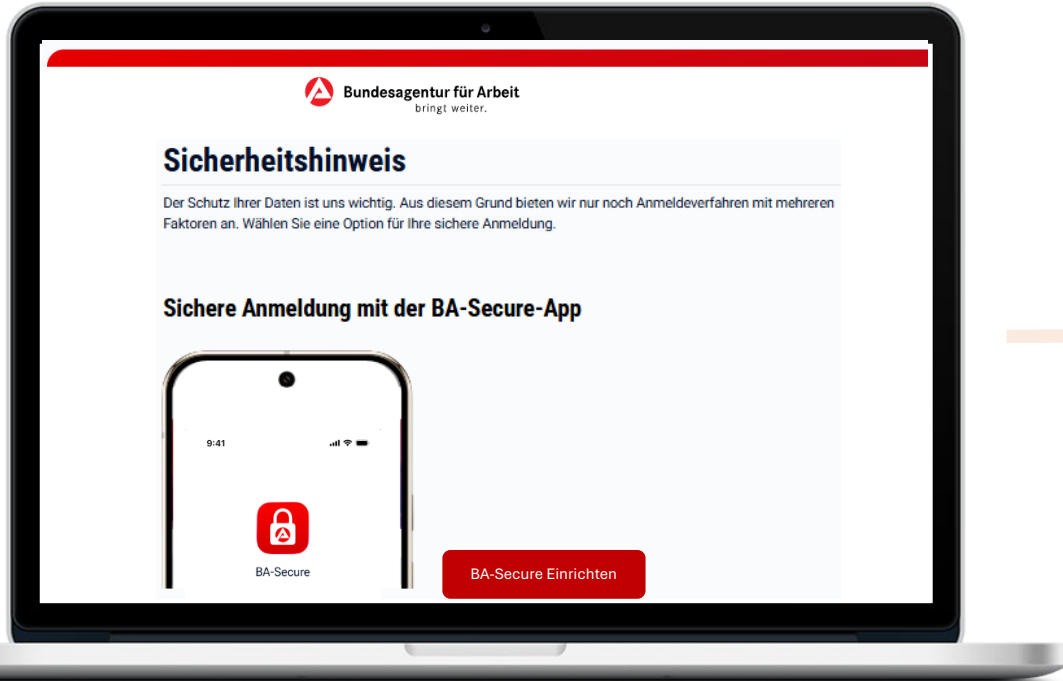 Bundesagentur für Arbeit
bringt weiter.
Sicherheitshinweis
Der Schutz Ihrer Daten ist uns wichtig. Aus diesem Grund bieten wir nur noch Anmeldeverfahren mit mehreren
Faktoren an. Wählen Sie eine Option für Ihre sichere Anmeldung.
Sichere Anmeldung mit der BA-Secure-App
9:41
BA-Secure
BA-Secure Einrichten